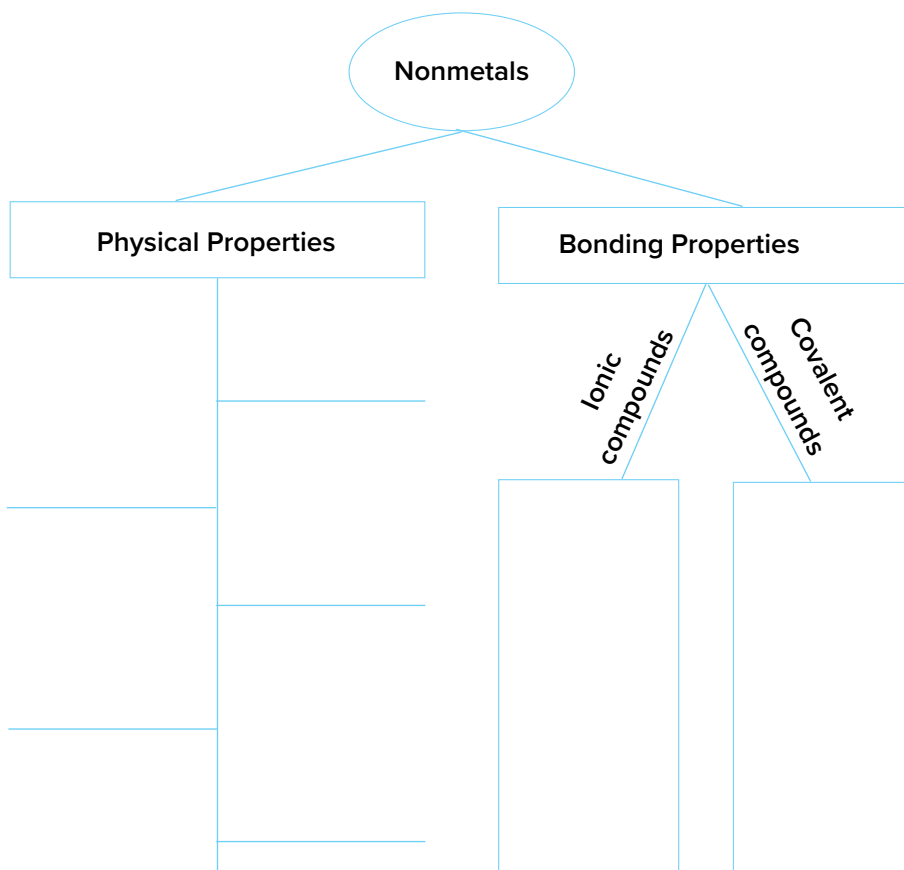 Nonmetals
Physical Properties
Bonding Properties
Ionic
compounds
Covalent
compounds